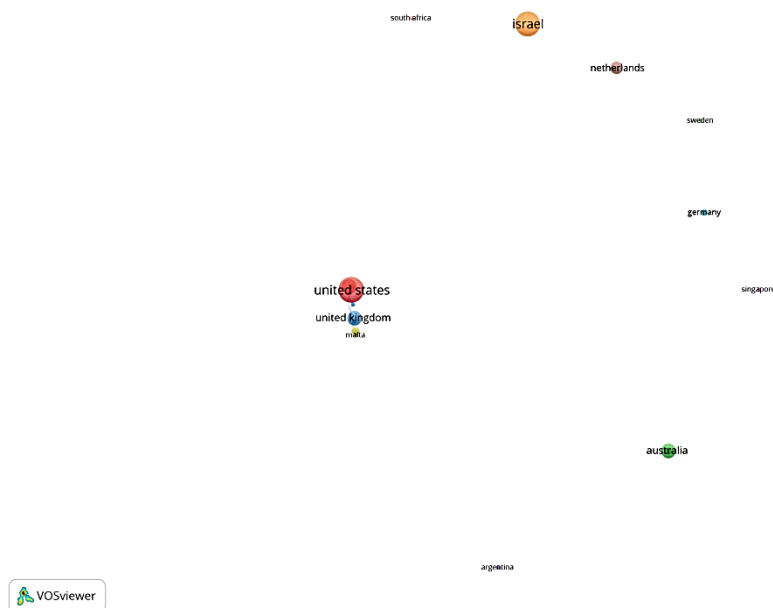 south africa
israel
netherlands
sweden
germany
united states
singapore
united kingdom
malta
australia
argentina
VOSviewer